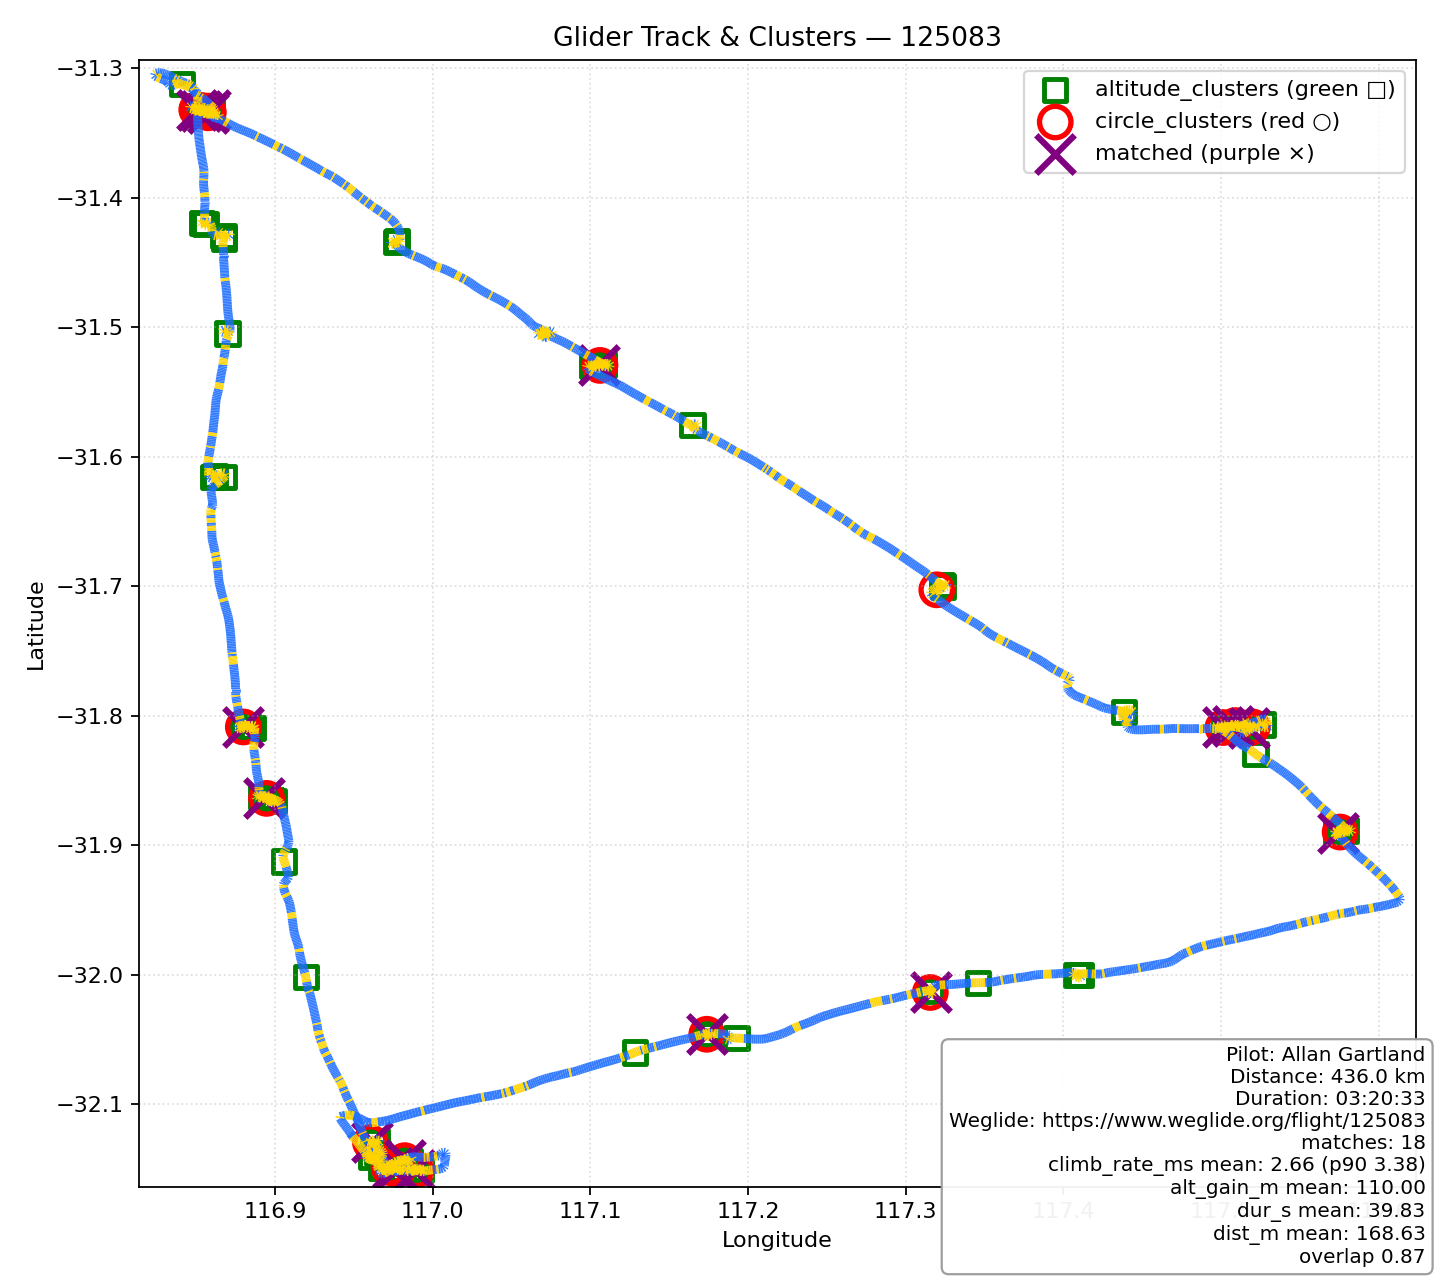 Glider Track & Clusters — 125083
altitude_clusters (green □)
circle_clusters (red ○)
matched (purple ×)
Latitude
−31.3
−31.4
−31.5
−31.6
−31.7
−31.8
−31.9
−32.0
−32.1
116.9
117.0
117.1
117.2
117.3
117.4
Longitude
Pilot: Allan Gartland
Distance: 436.0 km
Duration: 03:20:33
Weglide: https://www.weglide.org/flight/125083
matches: 18
climb_rate_ms mean: 2.66 (p90 3.38)
alt_gain_m mean: 110.00
dur_s mean: 39.83
dist_m mean: 168.63
overlap 0.87